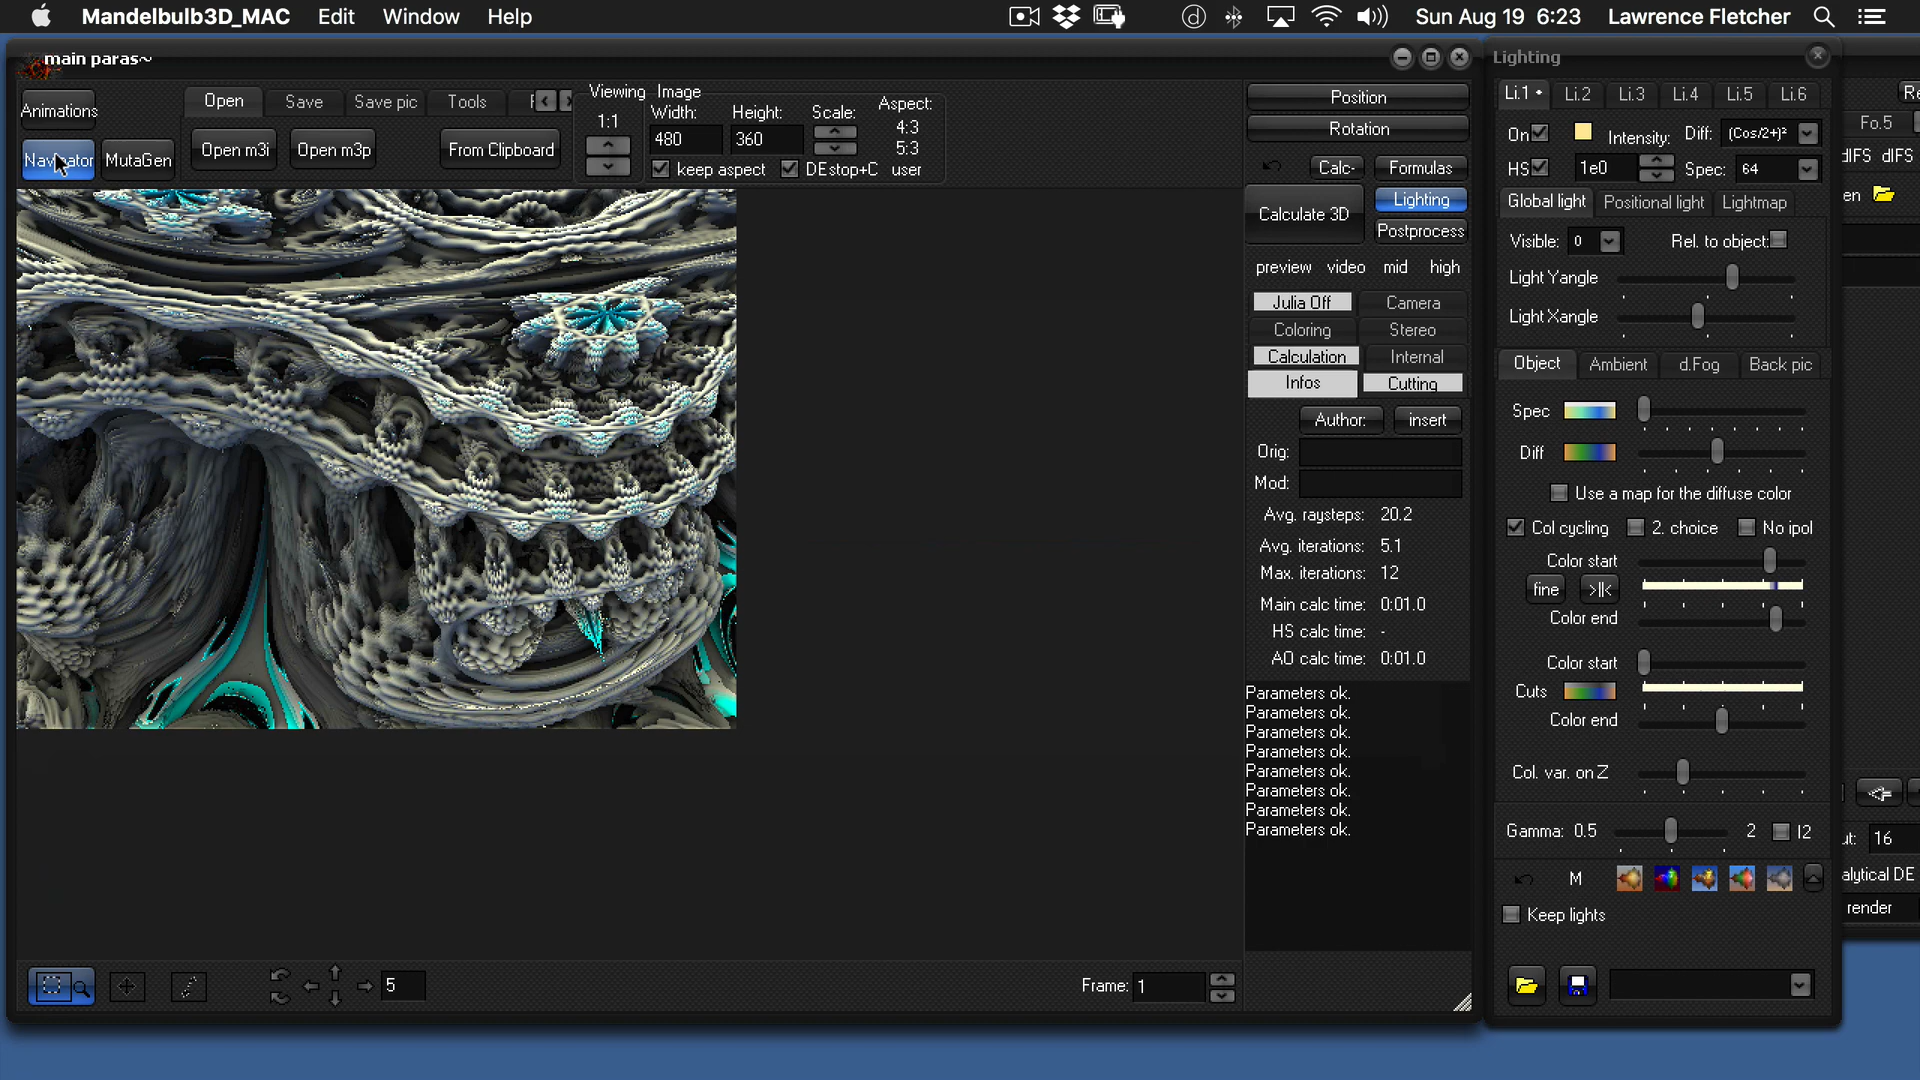 Mandelbulb3D_MAC Edit Window Help
Sun Aug 19 6:23 Lawrence Fletcher
main paras~
Animations
Navigator MutaGen
Open Save Save pic Tools
Open m3i Open m3p From Clipboard
Viewing Image
1:1
Width: Height: Scale: Aspect:
480 360
4:3
5:3
keep aspect DEstop+C user
Position
Rotation
Calc- Formulas
Calculate 3D Lighting
Postprocess
preview video mid high
Julia Off Camera
Coloring Stereo
Calculation Internal
Infos Cutting
Author: insert
Orig:
Mod:
Avg. raysteps: 20.2
Avg. iterations: 5.1
Max. iterations: 12
Main calc time: 0:01.0
HS calc time: -
AO calc time: 0:01.0
Parameters ok.
Parameters ok.
Parameters ok.
Parameters ok.
Parameters ok.
Parameters ok.
Parameters ok.
Parameters ok.
5
Frame: 1
Lighting
Li.1 Li.2 Li.3 Li.4 Li.5 Li.6
On Intensity: Diff: (Cos/2+)²
HS 1e0 Spec: 64
Global light Positional light Lightmap
Visible: 0 Rel. to object:
Light Yangle
Light Xangle
Object Ambient d.Fog Back pic
Spec
Diff
Use a map for the diffuse color
Col cycling 2. choice No ipol
Color start
fine >|<
Color end
Color start
Cuts
Color end
Col. var. on Z
Gamma: 0.5 2 I2
M
Keep lights
Re
Fo.5
dIFS dIFS
en
ut: 16
alytical DE
render